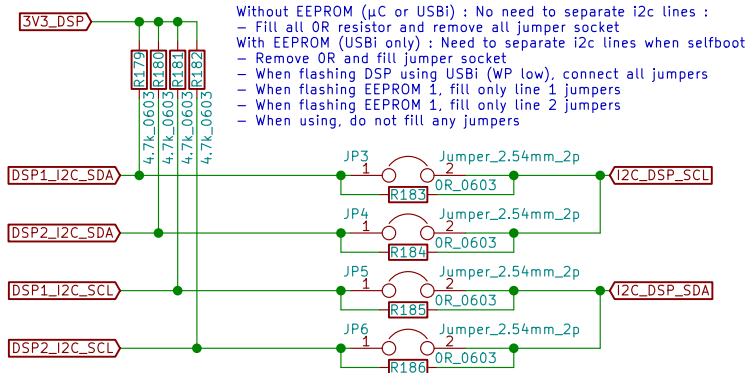 3V3_DSP
Without EEPROM (µC or USBi) : No need to separate i2c lines :
– Fill all 0R resistor and remove all jumper socket
With EEPROM (USBi only) : Need to separate i2c lines when selfboot
– Remove 0R and fill jumper socket
– When flashing DSP using USBi (WP low), connect all jumpers
– When flashing EEPROM 1, fill only line 1 jumpers
– When flashing EEPROM 1, fill only line 2 jumpers
– When using, do not fill any jumpers
R179
R180
R181
R182
4.7k_0603
4.7k_0603
4.7k_0603
4.7k_0603
DSP1_I2C_SDA
JP3
1
2
Jumper_2.54mm_2p
R183
0R_0603
I2C_DSP_SCL
DSP2_I2C_SDA
JP4
1
2
Jumper_2.54mm_2p
R184
0R_0603
DSP1_I2C_SCL
JP5
1
2
Jumper_2.54mm_2p
R185
0R_0603
I2C_DSP_SDA
DSP2_I2C_SCL
JP6
1
2
Jumper_2.54mm_2p
R186
0R_0603